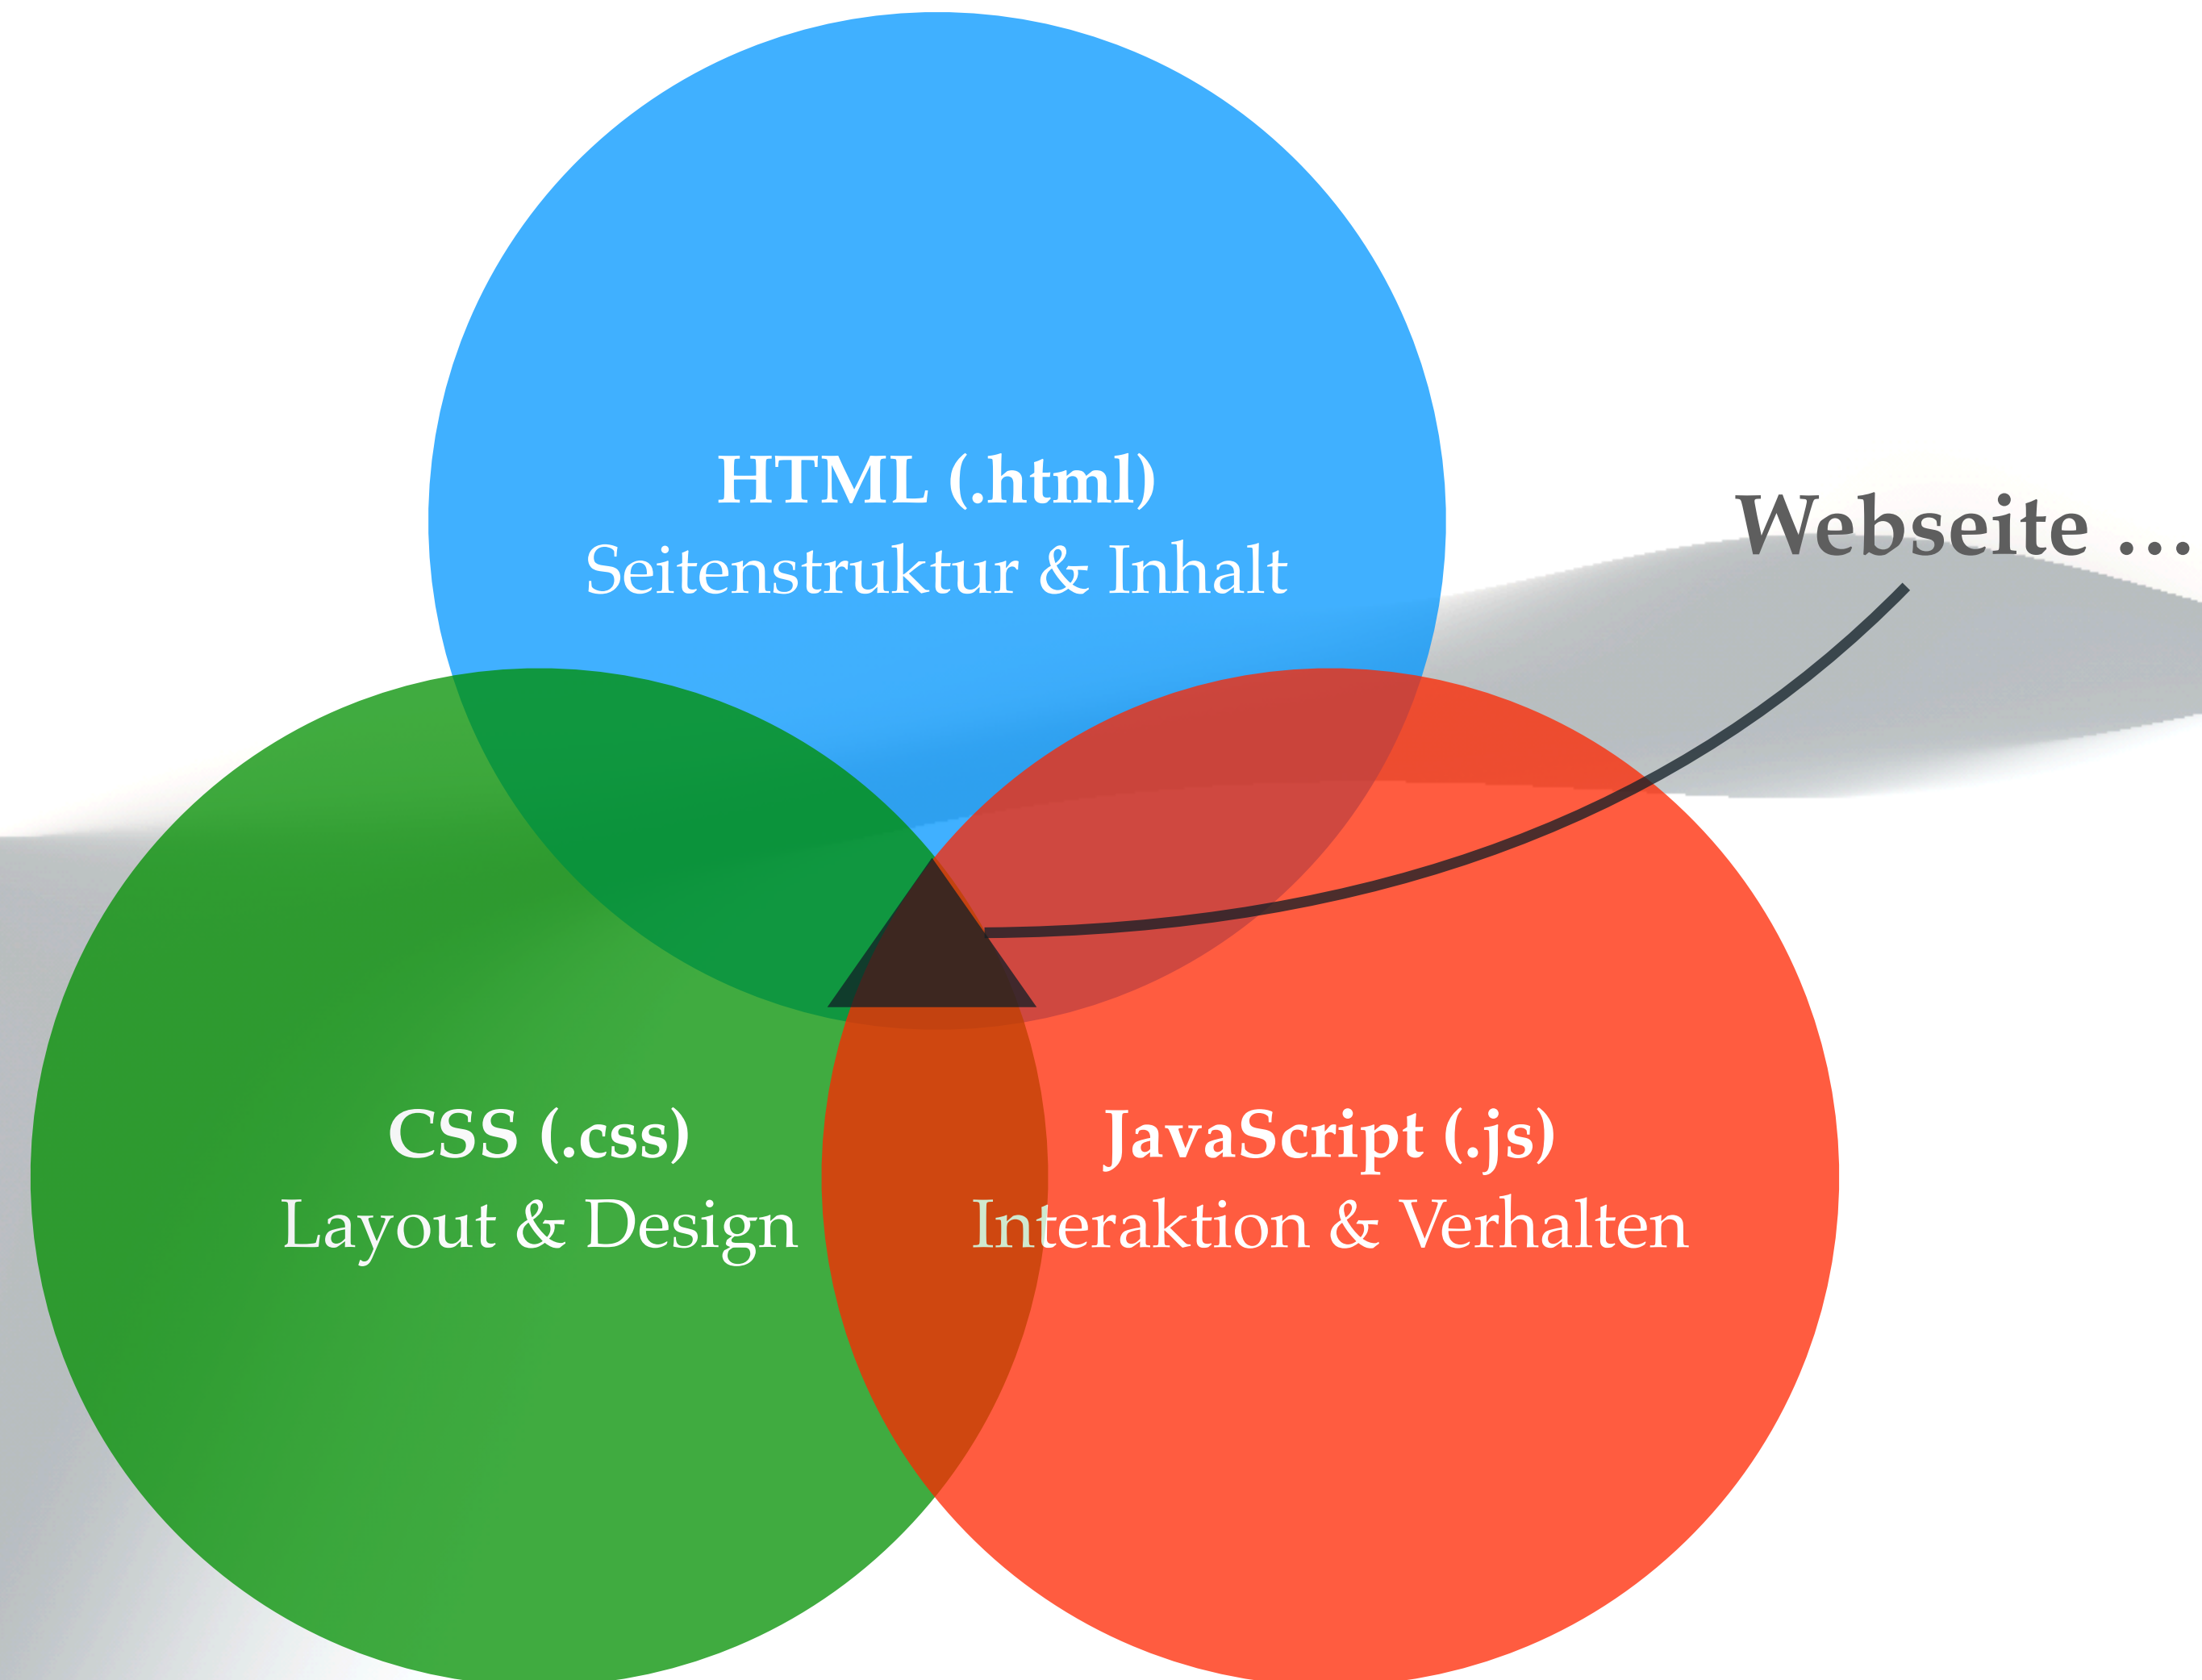 HTML (.html)
Seitenstruktur & Inhalt
Webseite ...
CSS (.css)
Layout & Design
JavaScript (.js)
Interaktion & Verhalten